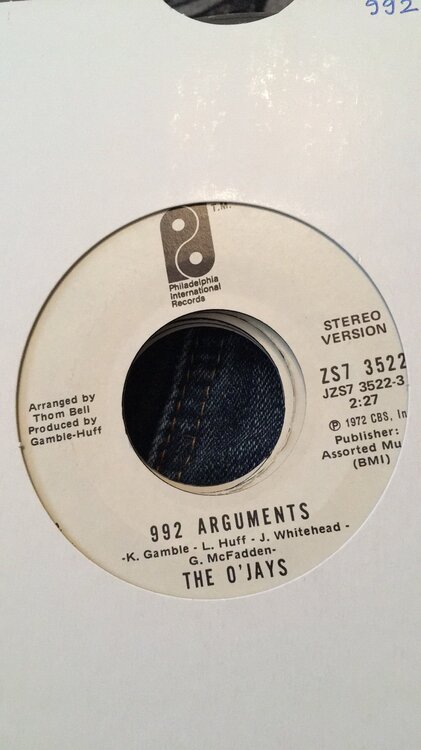 992
T.M.
Philadelphia
International
Records
STEREO
VERSION
ZS7 3522
JZS7 3522-3
2:27
Ⓟ 1972 CBS, In
Publisher:
Assorted Mu
(BMI)
Arranged by
Thom Bell
Produced by
Gamble-Huff
992 ARGUMENTS
-K. Gamble - L. Huff - J. Whitehead -
G. McFadden-
THE O'JAYS